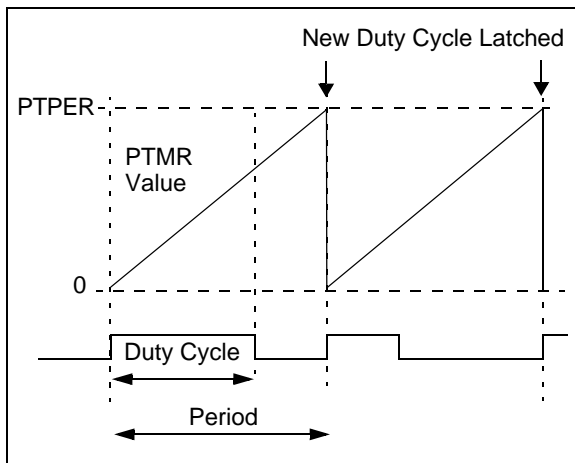 New Duty Cycle Latched
PTPER
PTMR
Value
0
Duty Cycle
Period